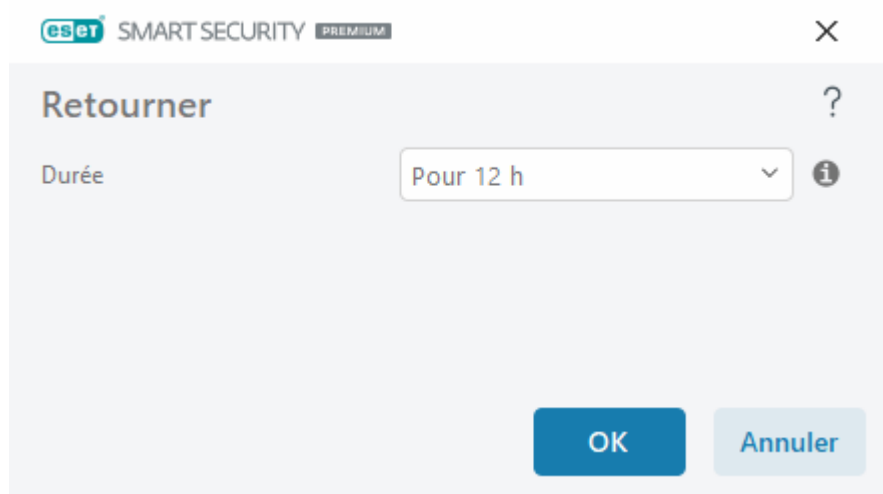 eset SMART SECURITY PREMIUM
Retourner ?
Durée Pour 12 h
OK Annuler